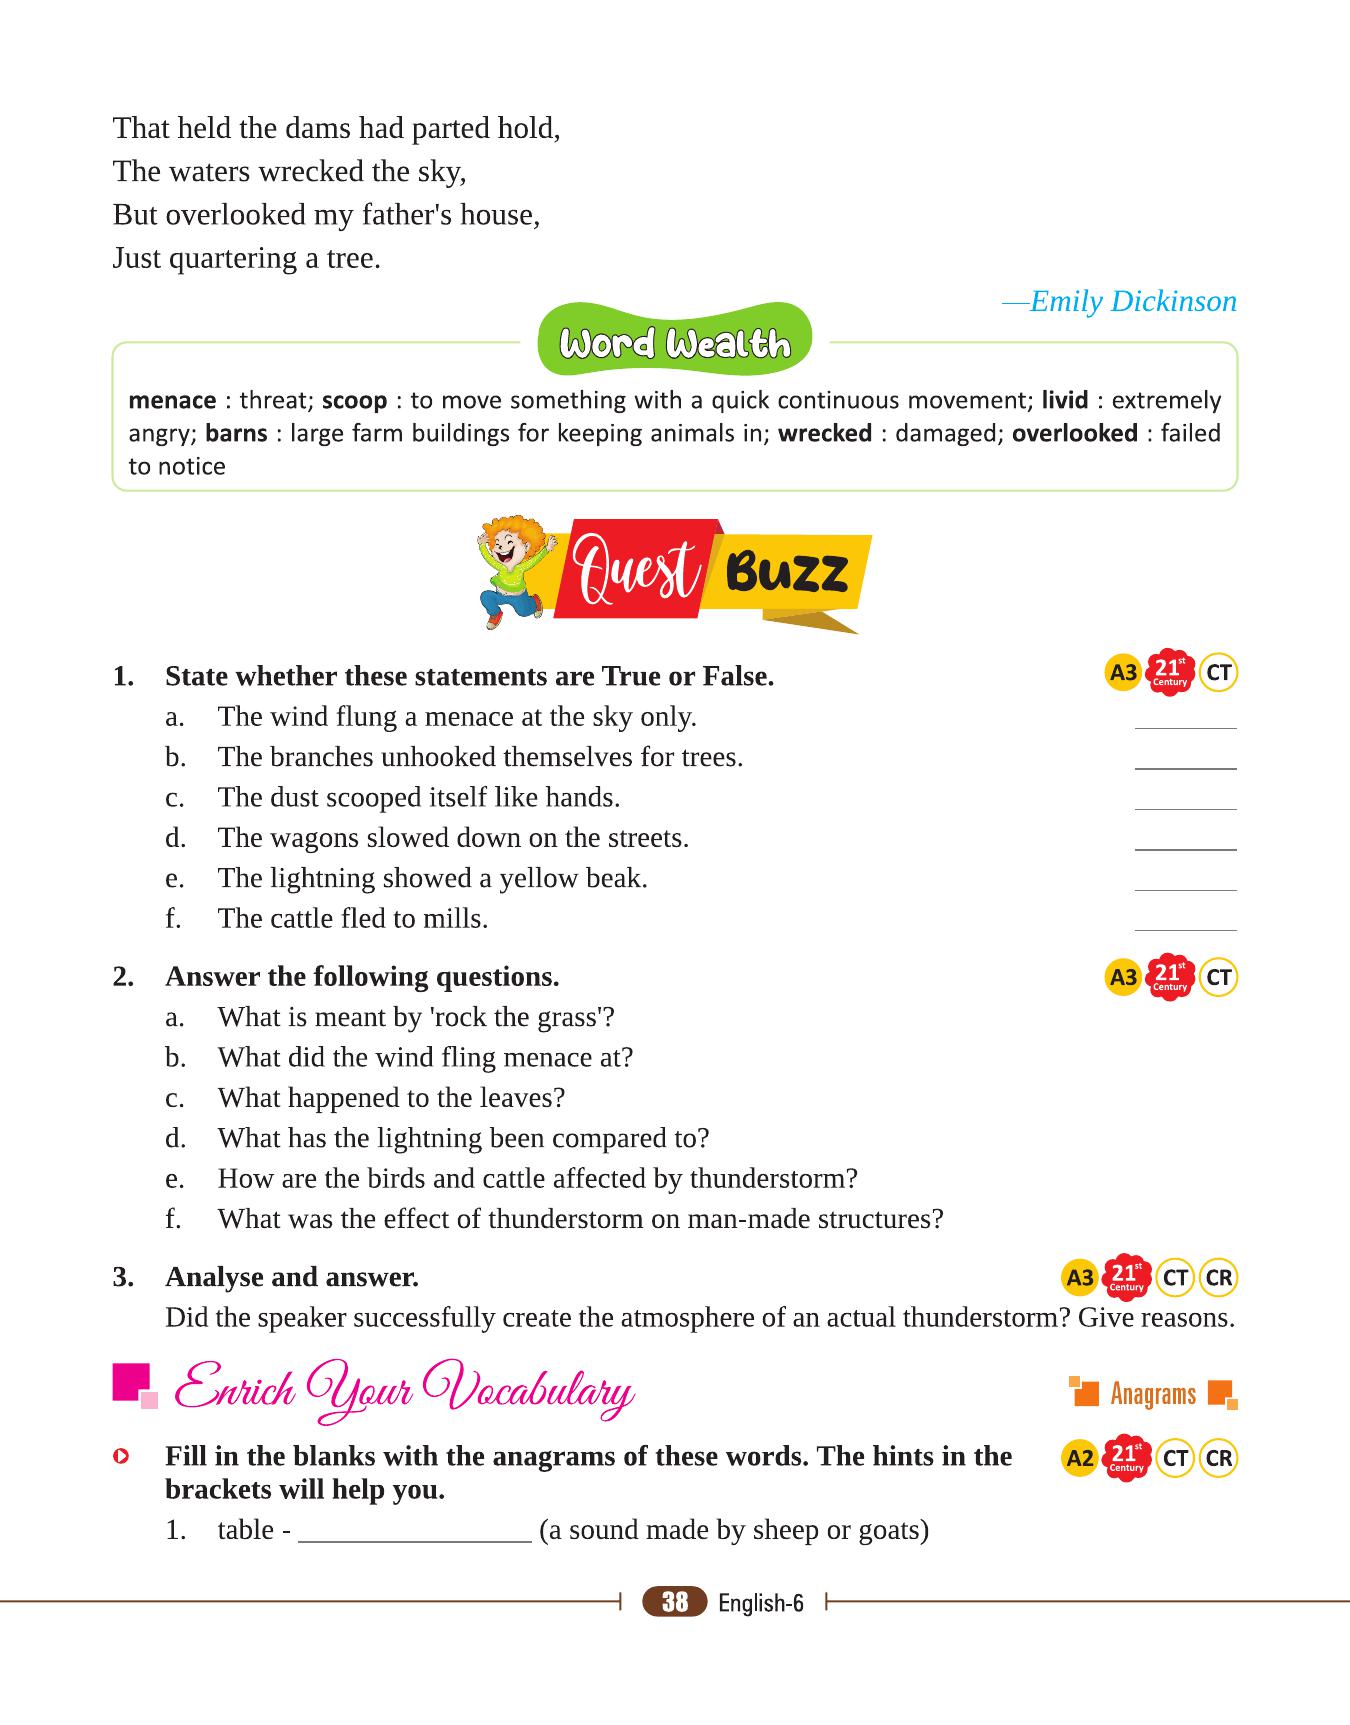 That held the dams had parted hold,
The waters wrecked the sky,
But overlooked my father's house,
Just quartering a tree.
—Emily Dickinson
Word Wealth
menace : threat; scoop : to move something with a quick continuous movement; livid : extremely
angry; barns : large farm buildings for keeping animals in; wrecked : damaged; overlooked : failed
to notice
Quest Buzz
1. State whether these statements are True or False. A3 21st Century CT
a. The wind flung a menace at the sky only. ________
b. The branches unhooked themselves for trees. ________
c. The dust scooped itself like hands. ________
d. The wagons slowed down on the streets. ________
e. The lightning showed a yellow beak. ________
f. The cattle fled to mills. ________
2. Answer the following questions. A3 21st Century CT
a. What is meant by 'rock the grass'?
b. What did the wind fling menace at?
c. What happened to the leaves?
d. What has the lightning been compared to?
e. How are the birds and cattle affected by thunderstorm?
f. What was the effect of thunderstorm on man-made structures?
3. Analyse and answer. A3 21st Century CT CR
Did the speaker successfully create the atmosphere of an actual thunderstorm? Give reasons.
Enrich Your Vocabulary Anagrams
Fill in the blanks with the anagrams of these words. The hints in the A2 21st Century CT CR
brackets will help you.
1. table - ________________ (a sound made by sheep or goats)
38 English-6